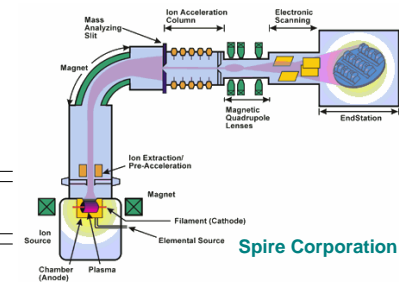 Mass
Analyzing
Slit
Ion Acceleration
Column
Electronic
Scanning
Magnet
Magnetic
Quadrupole
Lenses
EndStation
Ion Extraction/
Pre-Acceleration
Magnet
Filament (Cathode)
Ion
Source
Elemental Source
Chamber
(Anode)
Plasma
Spire Corporation